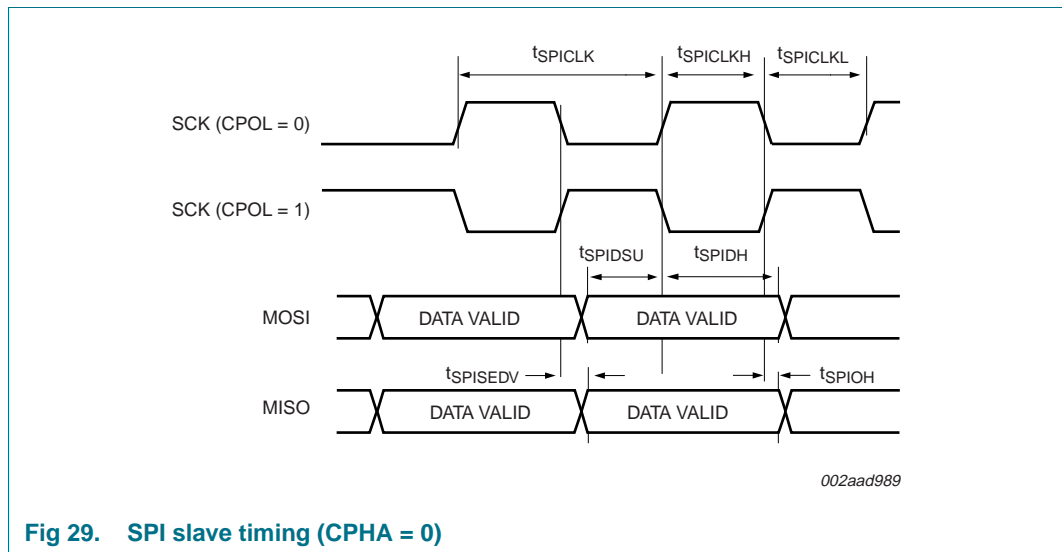 tSPICLK tSPICLKH tSPICLKL
SCK (CPOL = 0)
SCK (CPOL = 1)
tSPIDSU tSPIDH
MOSI DATA VALID DATA VALID
tSPISEDV tSPIOH
MISO DATA VALID DATA VALID
002aad989
Fig 29. SPI slave timing (CPHA = 0)